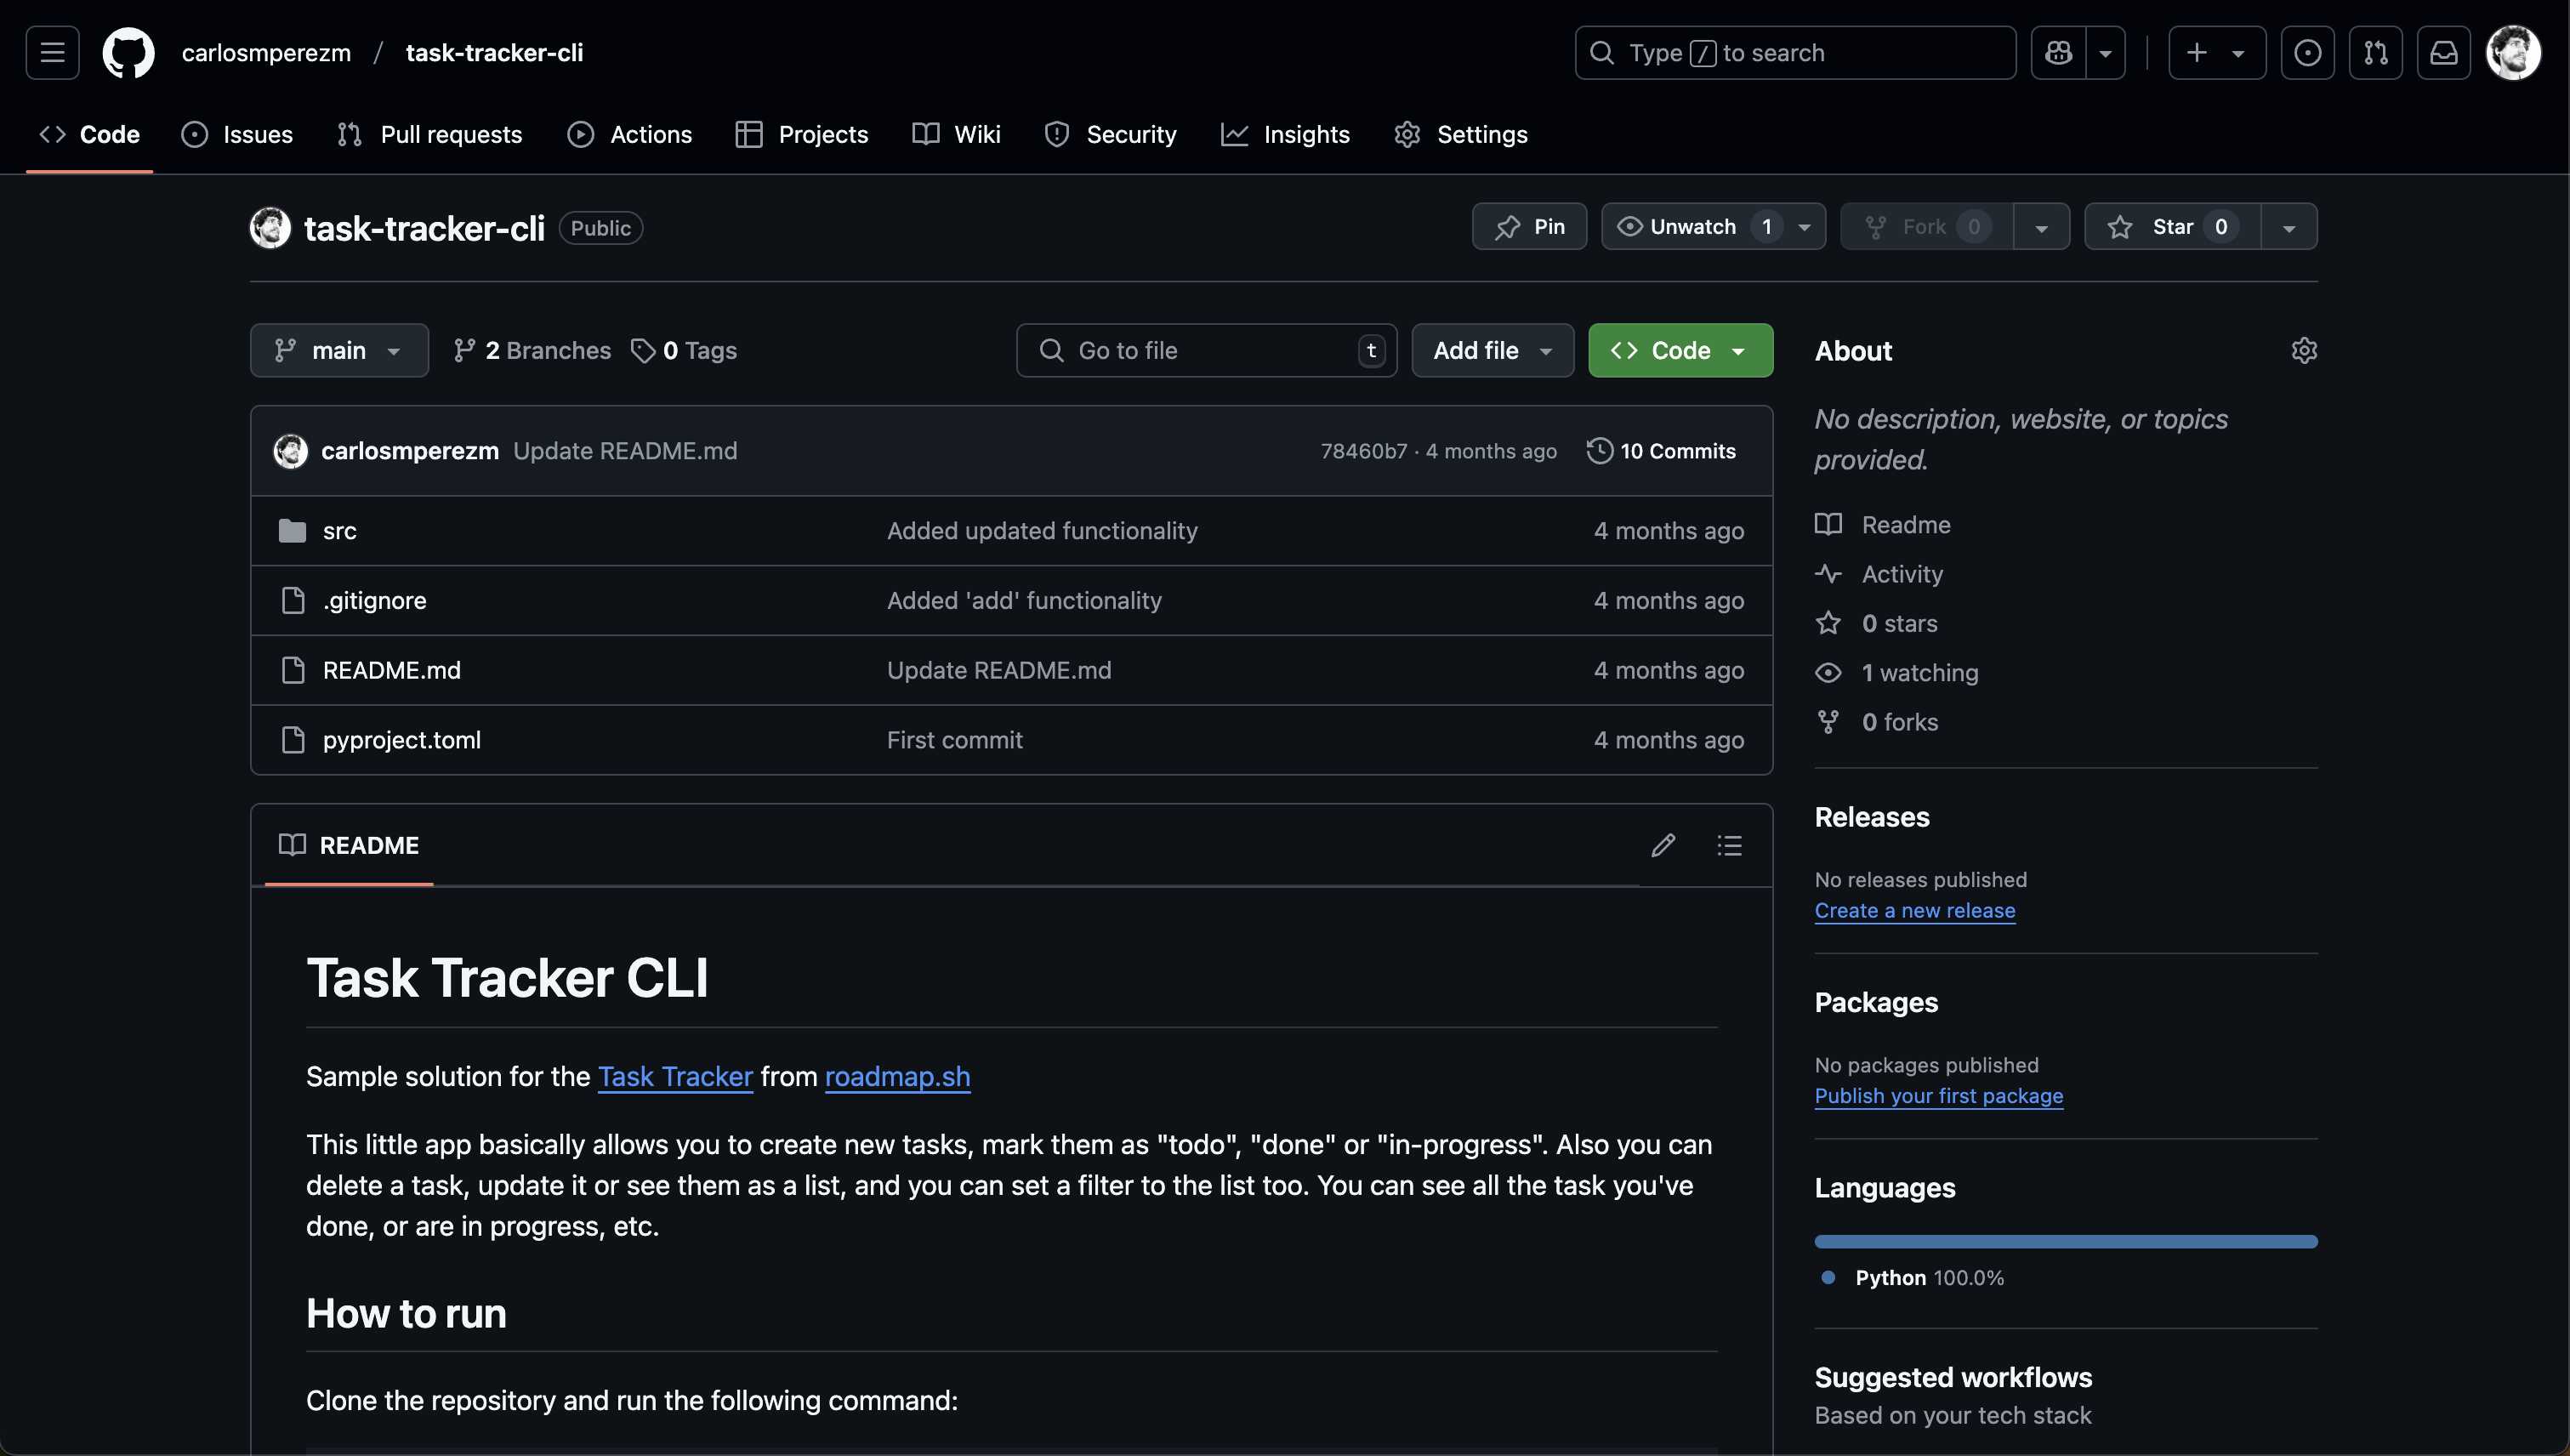 carlosmperezm / task-tracker-cli
Type / to search
Code Issues Pull requests Actions Projects Wiki Security Insights Settings
task-tracker-cli Public
Pin Unwatch 1 Fork 0 Star 0
main 2 Branches 0 Tags Go to file t Add file Code
carlosmperezm Update README.md 78460b7 · 4 months ago 10 Commits
src Added updated functionality 4 months ago
.gitignore Added 'add' functionality 4 months ago
README.md Update README.md 4 months ago
pyproject.toml First commit 4 months ago
README
Task Tracker CLI
Sample solution for the Task Tracker from roadmap.sh
This little app basically allows you to create new tasks, mark them as "todo", "done" or "in-progress". Also you can
delete a task, update it or see them as a list, and you can set a filter to the list too. You can see all the task you've
done, or are in progress, etc.
How to run
Clone the repository and run the following command:
About
No description, website, or topics
provided.
Readme
Activity
0 stars
1 watching
0 forks
Releases
No releases published
Create a new release
Packages
No packages published
Publish your first package
Languages
Python 100.0%
Suggested workflows
Based on your tech stack